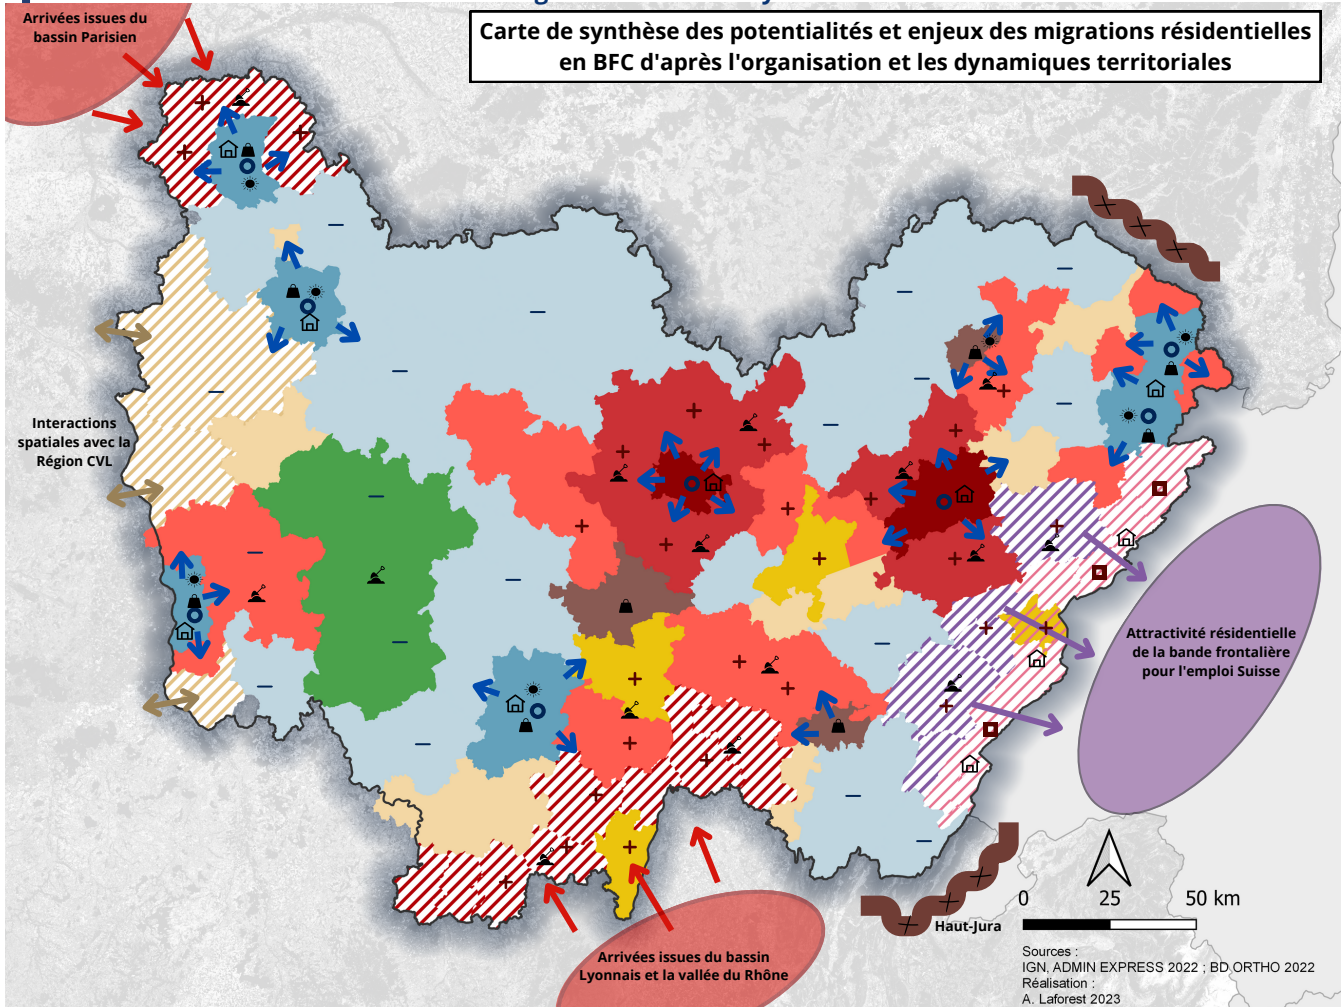 Arrivées issues du
bassin Parisien
Carte de synthèse des potentialités et enjeux des migrations résidentielles
en BFC d'après l'organisation et les dynamiques territoriales
Interactions
spatiales avec la
Région CVL
Attractivité résidentielle
de la bande frontalière
pour l'emploi Suisse
Arrivées issues du bassin
Lyonnais et la vallée du Rhône
Haut-Jura
0 25 50 km
Sources :
IGN, ADMIN EXPRESS 2022 ; BD ORTHO 2022
Réalisation :
A. Laforest 2023